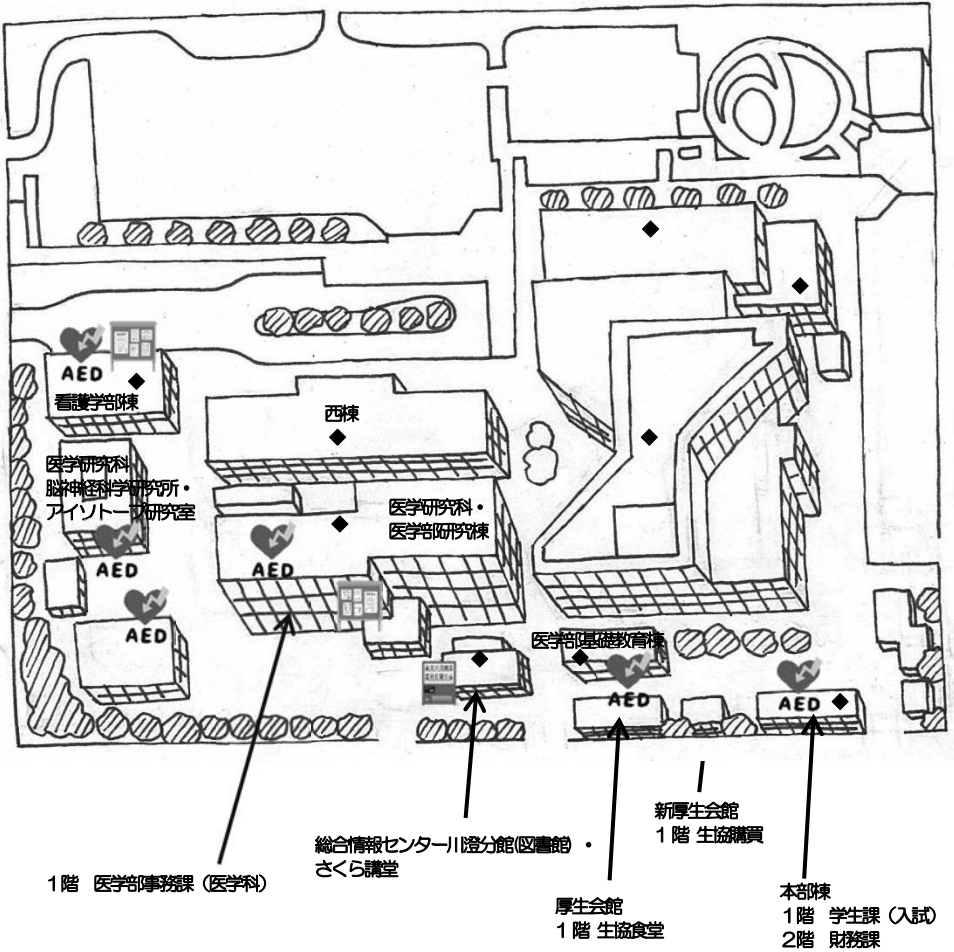 AED
看護学部棟
西棟
医学研究科
脳神経科学研究所・
アイソトープ研究室
医学研究科・
医学部研究棟
AED
AED
AED
医学部基礎教育棟
AED
AED
新厚生会館
1階 生協購買
総合情報センター川澄分館(図書館)・
さくら講堂
1階 医学部事務課（医学科）
厚生会館
1階 生協食堂
本部棟
1階 学生課（入試）
2階 財務課